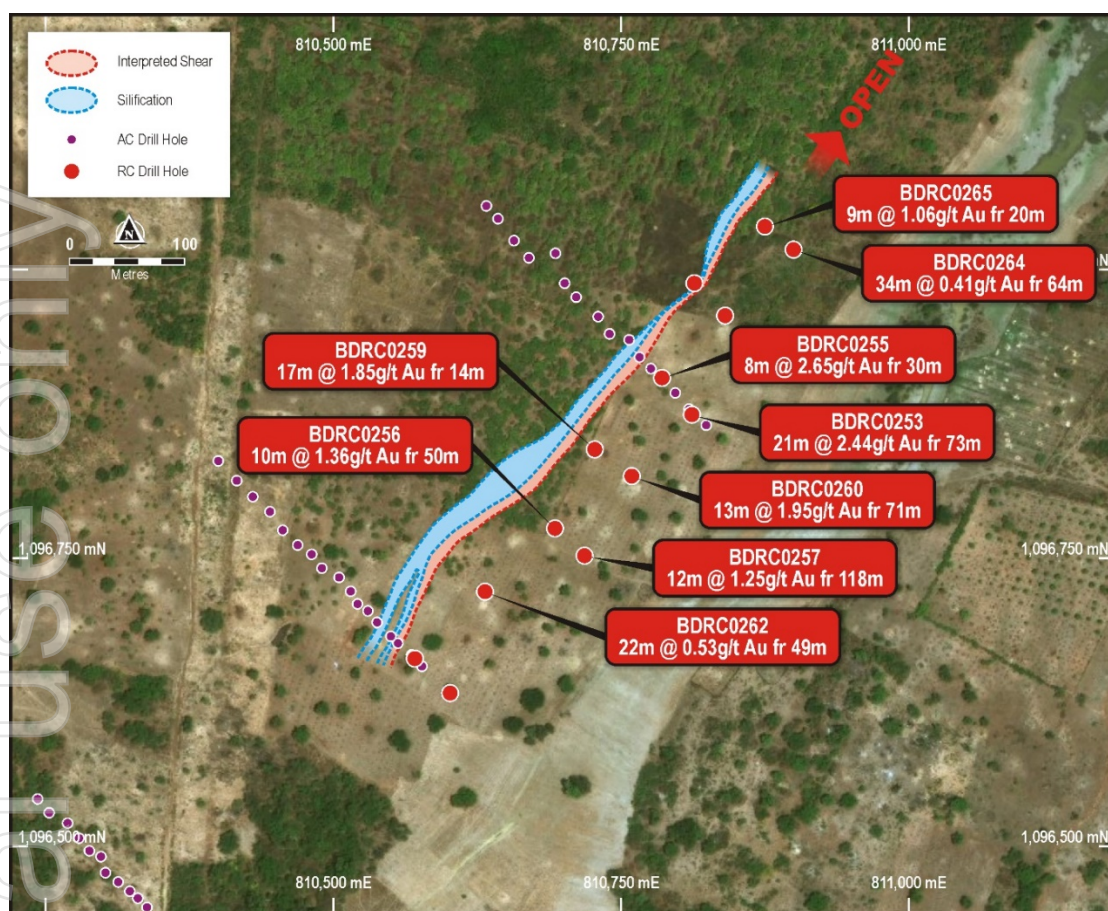 810,500 mE
810,750 mE
811,000 mE
Interpreted Shear
Silification
AC Drill Hole
RC Drill Hole
N
0 100
Metres
OPEN
BDRC0265
9m @ 1.06g/t Au fr 20m
BDRC0264
34m @ 0.41g/t Au fr 64m
BDRC0259
17m @ 1.85g/t Au fr 14m
BDRC0255
8m @ 2.65g/t Au fr 30m
BDRC0256
10m @ 1.36g/t Au fr 50m
BDRC0253
21m @ 2.44g/t Au fr 73m
BDRC0260
13m @ 1.95g/t Au fr 71m
1,096,750 mN
1,096,750 mN
BDRC0257
12m @ 1.25g/t Au fr 118m
BDRC0262
22m @ 0.53g/t Au fr 49m
1,096,500 mN
1,096,500 mN
810,500 mE
810,750 mE
811,000 mE
al use only